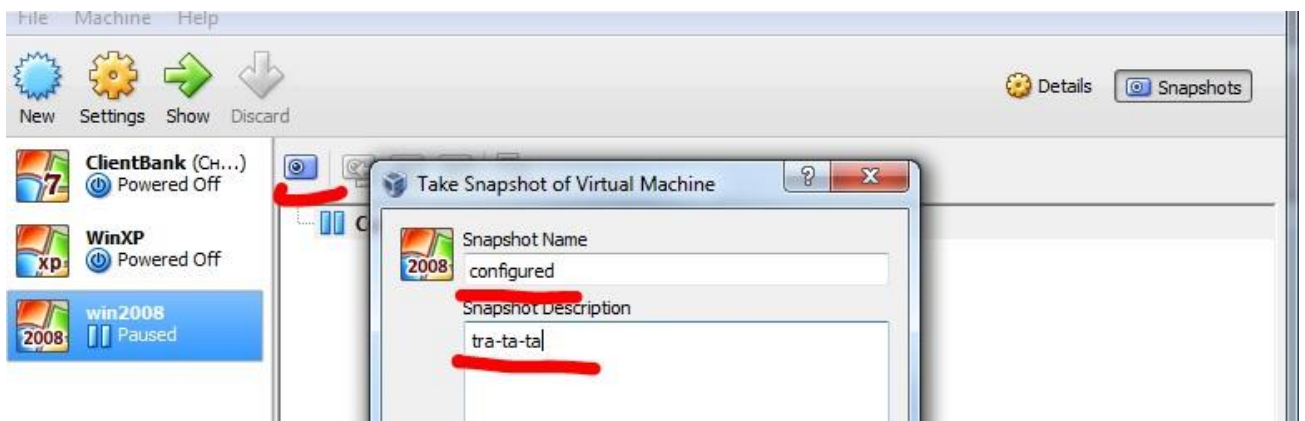 File Machine Help
New Settings Show Discard
Details Snapshots
ClientBank (Сн...)
Powered Off
WinXP
Powered Off
win2008
Paused
Take Snapshot of Virtual Machine
Snapshot Name
configured
Snapshot Description
tra-ta-ta
7
xp
2008
2008
C